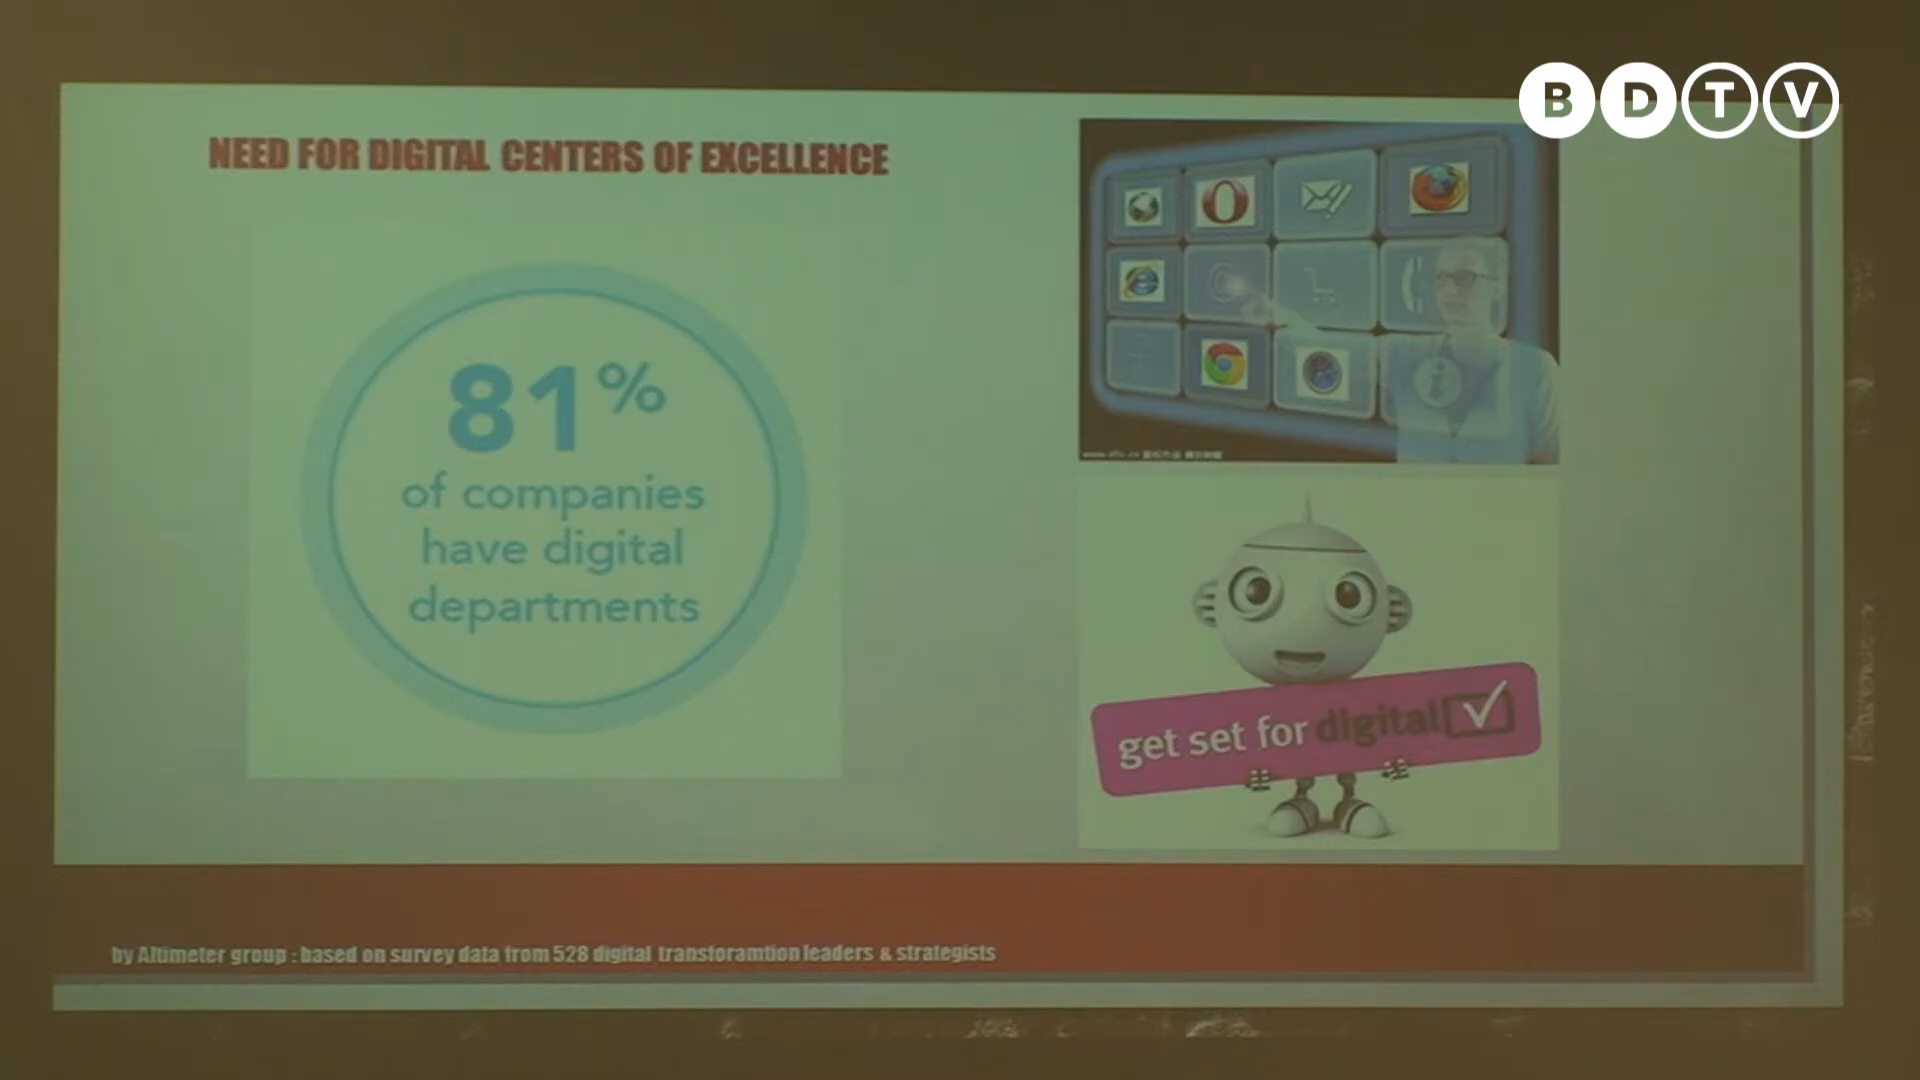 BDTV
NEED FOR DIGITAL CENTERS OF EXCELLENCE
81%
of companies
have digital
departments
get set for digital
by Altimeter group : based on survey data from 528 digital transforamtion leaders & strategists